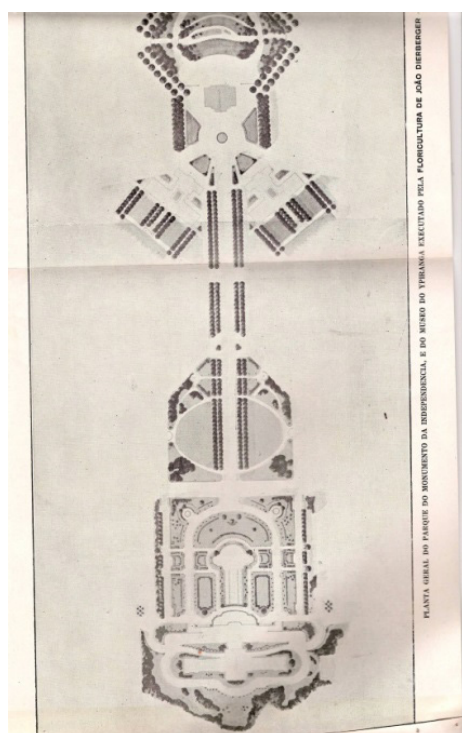 PLANTA GERAL DO PARQUE DO MONUMENTO DA INDEPENDENCIA, E DO MUSEO DO YPIRANGA EXECUTADO PELA FLORICULTURA DE JOÃO DIERBERGER